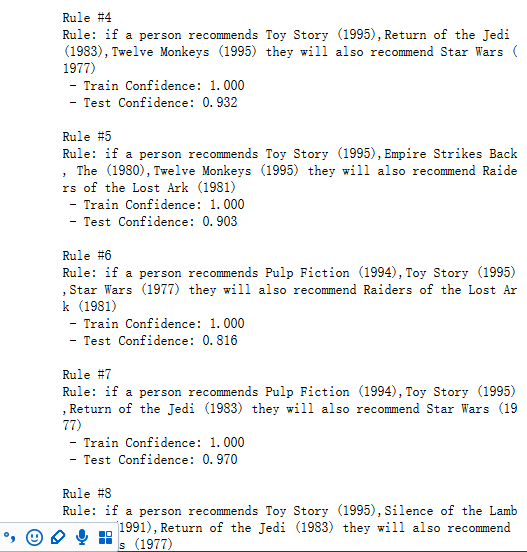 Rule #4
Rule: if a person recommends Toy Story (1995), Return of the Jedi
(1983), Twelve Monkeys (1995) they will also recommend Star Wars (
1977)
- Train Confidence: 1.000
- Test Confidence: 0.932
Rule #5
Rule: if a person recommends Toy Story (1995), Empire Strikes Back
, The (1980), Twelve Monkeys (1995) they will also recommend Raide
rs of the Lost Ark (1981)
- Train Confidence: 1.000
- Test Confidence: 0.903
Rule #6
Rule: if a person recommends Pulp Fiction (1994), Toy Story (1995)
, Star Wars (1977) they will also recommend Raiders of the Lost Ar
k (1981)
- Train Confidence: 1.000
- Test Confidence: 0.816
Rule #7
Rule: if a person recommends Pulp Fiction (1994), Toy Story (1995)
, Return of the Jedi (1983) they will also recommend Star Wars (19
77)
- Train Confidence: 1.000
- Test Confidence: 0.970
Rule #8
Rule: if a person recommends Toy Story (1995), Silence of the Lamb
1991), Return of the Jedi (1983) they will also recommend
s (1977)